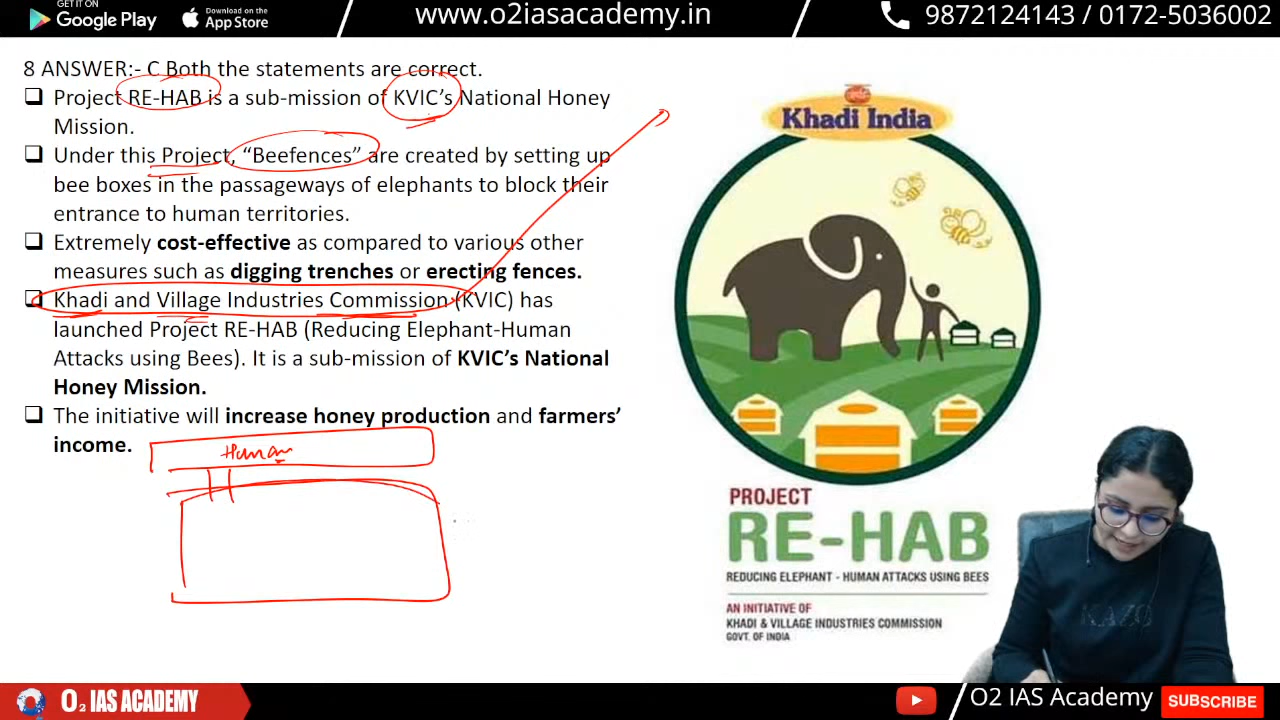 GET IT ON
Google Play
Download on the
App Store
www.o2iasacademy.in
9872124143 / 0172-5036002
8 ANSWER:- C Both the statements are correct.
❑ Project RE-HAB is a sub-mission of KVIC’s National Honey
Mission.
❑ Under this Project, “Beefences” are created by setting up
bee boxes in the passageways of elephants to block their
entrance to human territories.
❑ Extremely cost-effective as compared to various other
measures such as digging trenches or erecting fences.
❑ Khadi and Village Industries Commission (KVIC) has
launched Project RE-HAB (Reducing Elephant-Human
Attacks using Bees). It is a sub-mission of KVIC’s National
Honey Mission.
❑ The initiative will increase honey production and farmers’
income.
Human
Khadi India
PROJECT
RE-HAB
REDUCING ELEPHANT - HUMAN ATTACKS USING BEES
AN INITIATIVE OF
KHADI & VILLAGE INDUSTRIES COMMISSION
GOVT. OF INDIA
KAZO
O2 IAS ACADEMY
O2 IAS Academy
SUBSCRIBE